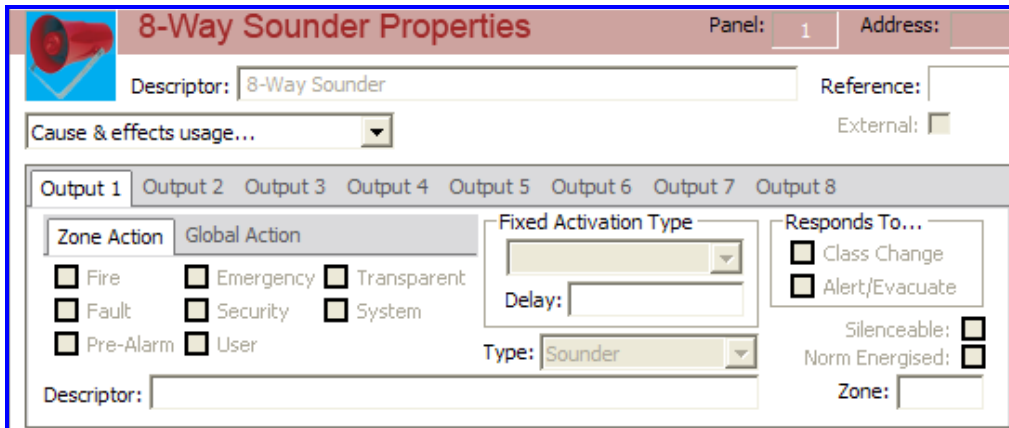 8-Way Sounder Properties Panel: 1 Address:
Descriptor: 8-Way Sounder Reference:
Cause & effects usage... External:
Output 1 Output 2 Output 3 Output 4 Output 5 Output 6 Output 7 Output 8
Zone Action Global Action Fixed Activation Type Responds To...
Fire Emergency Transparent Class Change
Fault Security System Delay: Alert/Evacuate
Pre-Alarm User Type: Sounder Silenceable:
Norm Energised:
Descriptor: Zone: